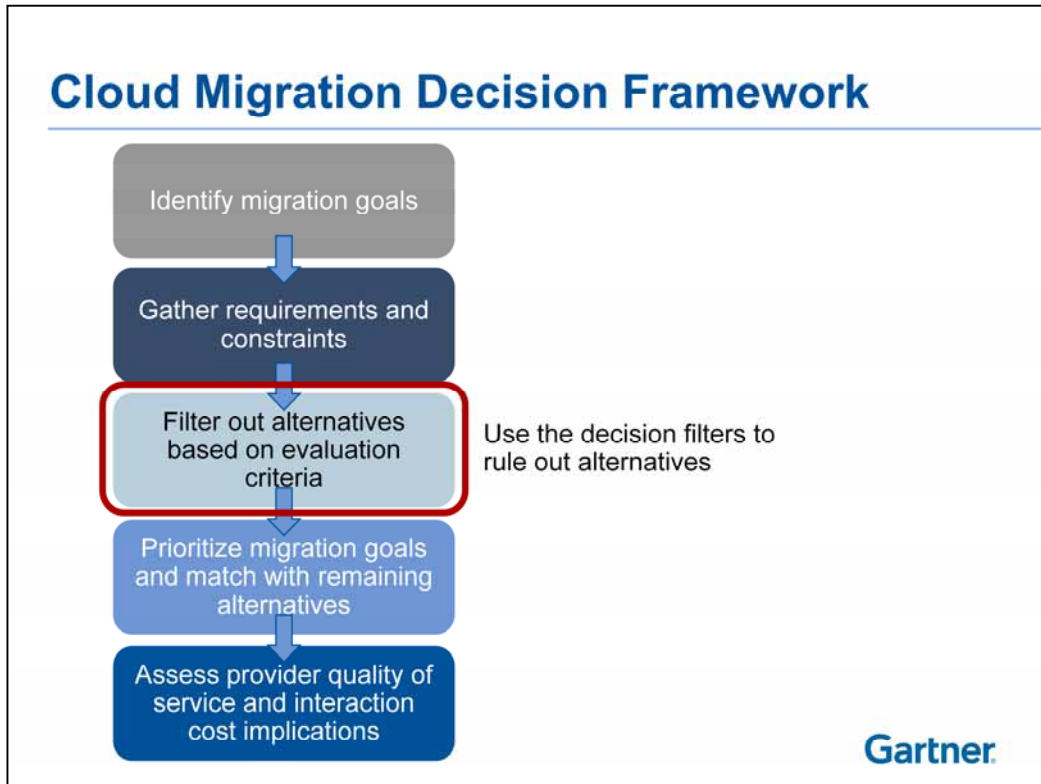 Cloud Migration Decision Framework
Identify migration goals
Gather requirements and
constraints
Filter out alternatives
based on evaluation
criteria
Use the decision filters to
rule out alternatives
Prioritize migration goals
and match with remaining
alternatives
Assess provider quality of
service and interaction
cost implications
Gartner